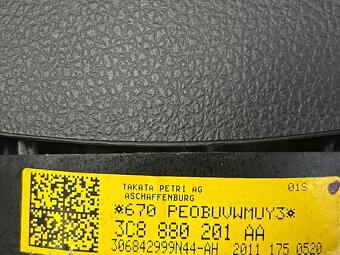 TAKATA PETRI AG 01S
ASCHAFFENBURG
*670 PEOBUVWMUY3*
3C8 880 201 AA
306842999N44-AH 2011 175 0520